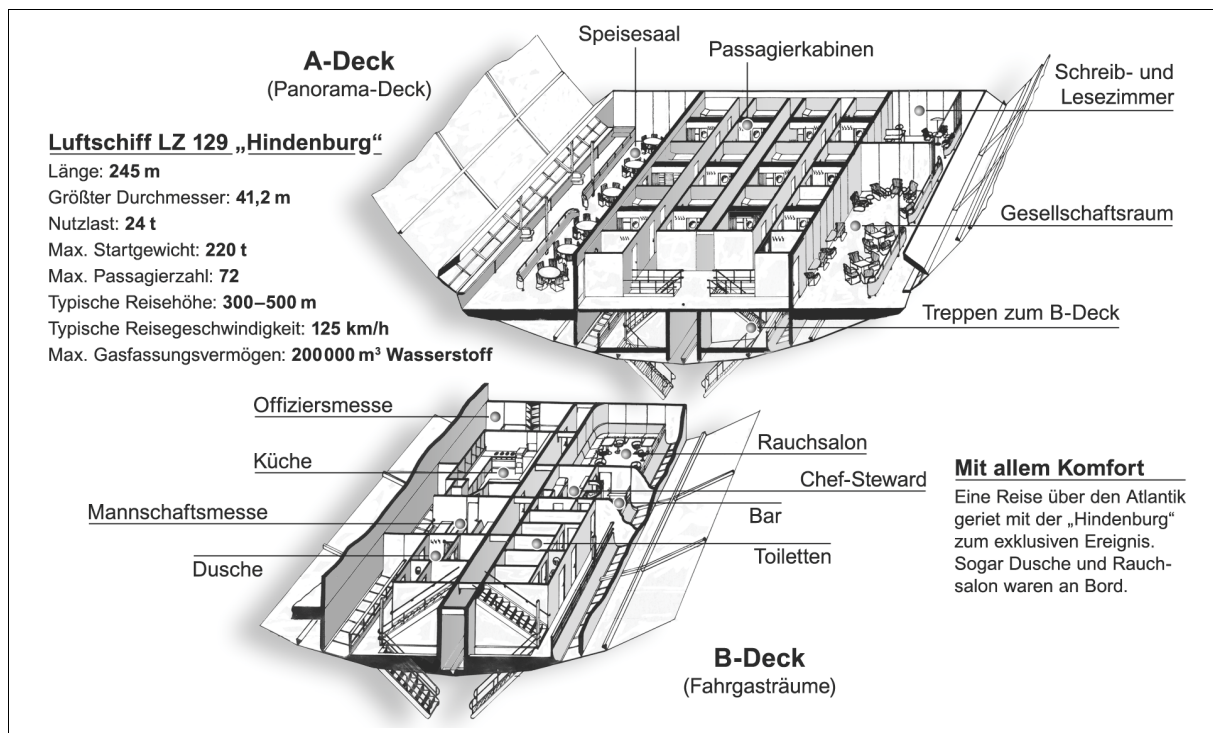 Speisesaal
Passagierkabinen
A-Deck
(Panorama-Deck)
Schreib- und
Lesezimmer
Luftschiff LZ 129 „Hindenburg“
Länge: 245 m
Größter Durchmesser: 41,2 m
Nutzlast: 24 t
Max. Startgewicht: 220 t
Max. Passagierzahl: 72
Typische Reisehöhe: 300–500 m
Typische Reisegeschwindigkeit: 125 km/h
Max. Gasfassungsvermögen: 200 000 m³ Wasserstoff
Gesellschaftsraum
Treppen zum B-Deck
Offiziersmesse
Küche
Mannschaftsmesse
Dusche
Rauchsalon
Chef-Steward
Bar
Toiletten
Mit allem Komfort
Eine Reise über den Atlantik
geriet mit der „Hindenburg“
zum exklusiven Ereignis.
Sogar Dusche und Rauch-
salon waren an Bord.
B-Deck
(Fahrgasträume)